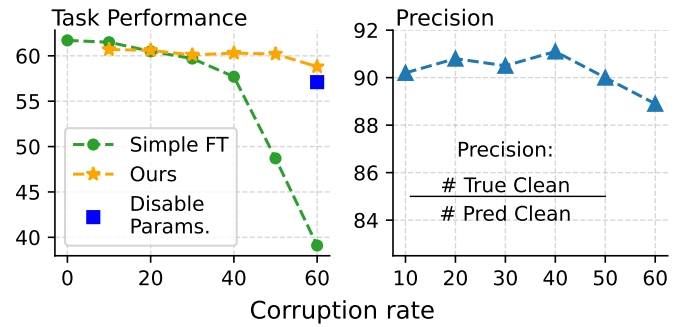 Task Performance
60
55
50
45
40
0
20
40
60
Simple FT
Ours
Disable
Params.
Precision
92
90
88
86
84
10
20
30
40
50
60
Precision:
# True Clean
# Pred Clean
Corruption rate